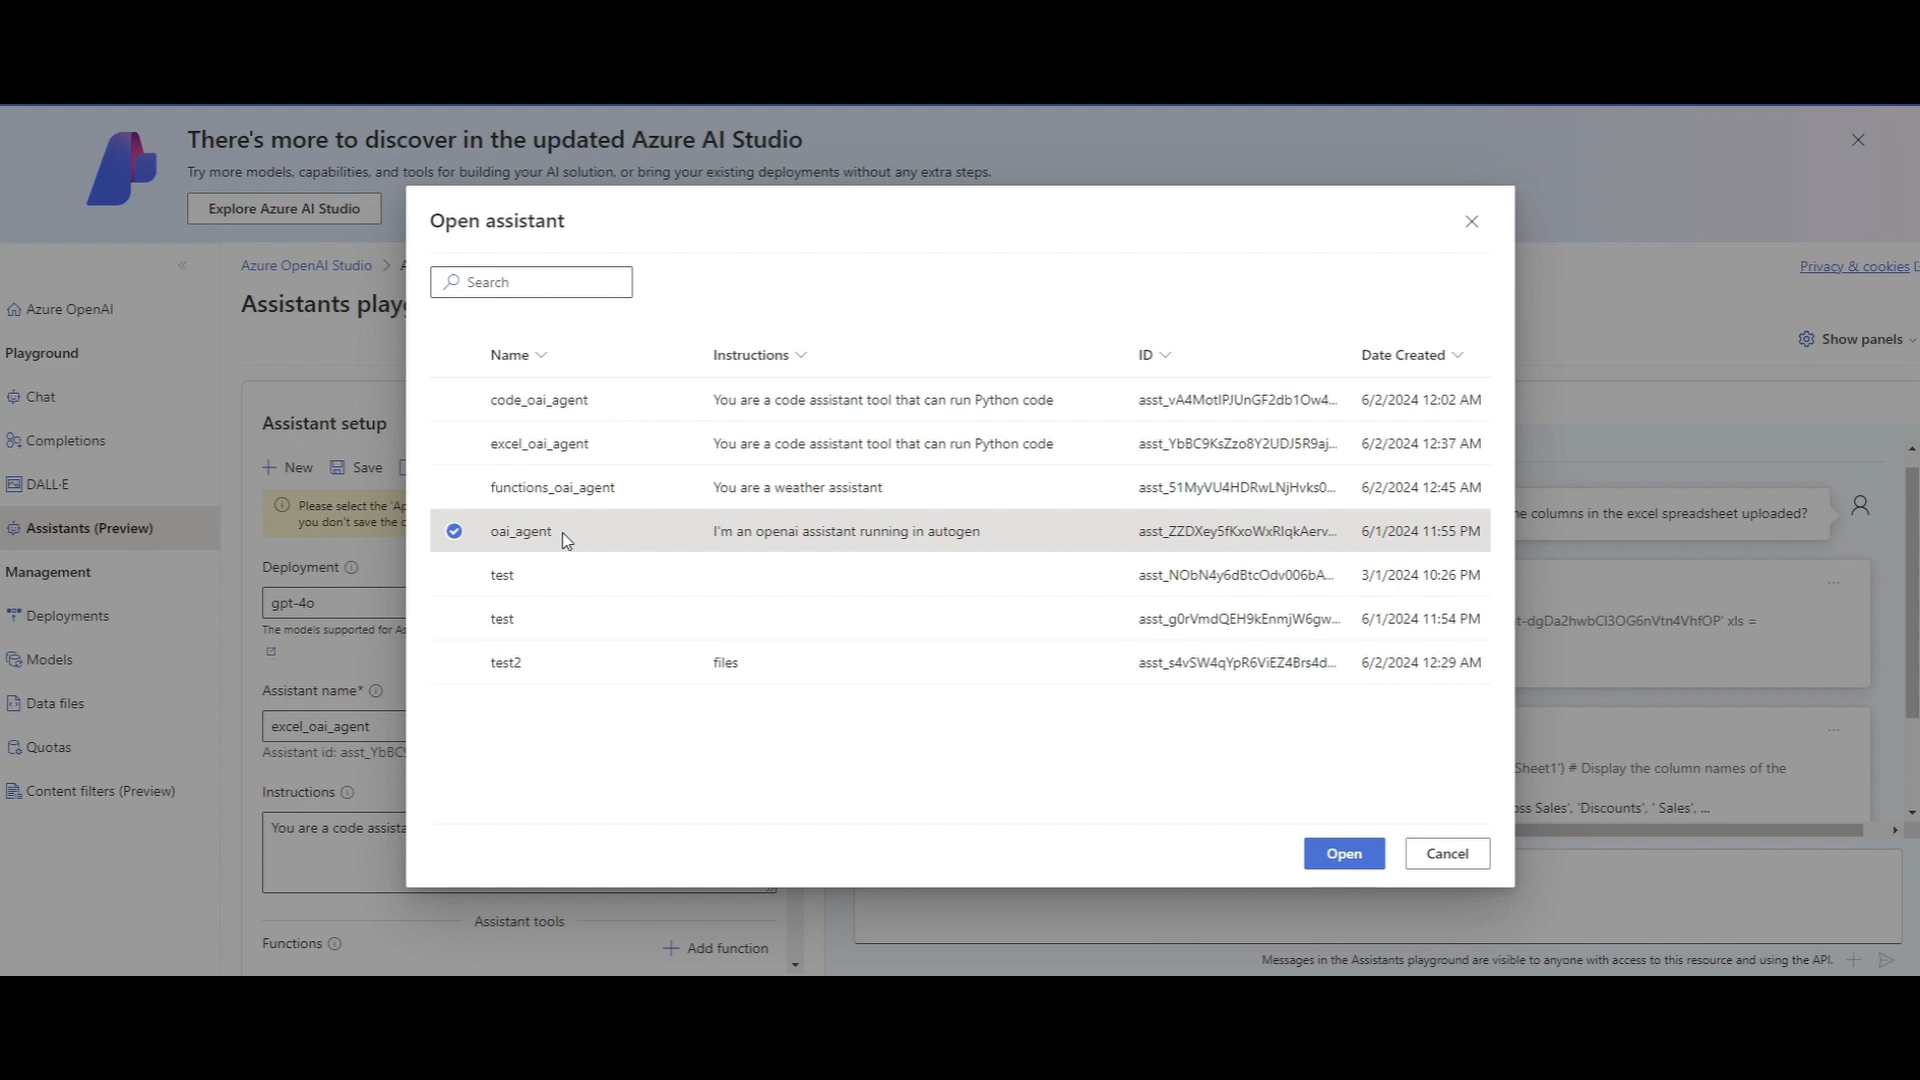 There's more to discover in the updated Azure AI Studio
Try more models, capabilities, and tools for building your AI solution, or bring your existing deployments without any extra steps.
Explore Azure AI Studio
Azure OpenAI Studio
Privacy & cookies
Assistants play
Show panels
Azure OpenAI
Playground
Chat
Completions
DALL·E
Assistants (Preview)
Management
Deployments
Models
Data files
Quotas
Content filters (Preview)
Assistant setup
New
Save
Please select the 'Ap
you don't save the c
Deployment
gpt-4o
The models supported for As
Assistant name*
excel_oai_agent
Assistant id: asst_YbBC9
Instructions
You are a code assista
Assistant tools
Functions
Add function
Open assistant
Search
Name Instructions ID Date Created
code_oai_agent You are a code assistant tool that can run Python code asst_vA4MotIPJUnGF2db1Ow4... 6/2/2024 12:02 AM
excel_oai_agent You are a code assistant tool that can run Python code asst_YbBC9KsZzo8Y2UDJ5R9aj... 6/2/2024 12:37 AM
functions_oai_agent You are a weather assistant asst_51MyVU4HDRwLNjHvks0... 6/2/2024 12:45 AM
oai_agent I'm an openai assistant running in autogen asst_ZZDXey5fKxoWxRIqkAerv... 6/1/2024 11:55 PM
test asst_NObN4y6dBtcOdv006bA... 3/1/2024 10:26 PM
test asst_g0rVmdQEH9kEnmjW6gw... 6/1/2024 11:54 PM
test2 files asst_s4vSW4qYpR6ViEZ4Brs4d... 6/2/2024 12:29 AM
Open
Cancel
e columns in the excel spreadsheet uploaded?
t-dgDa2hwbCI3OG6nVtn4VhfOP' xls =
Sheet1') # Display the column names of the
oss Sales', 'Discounts', ' Sales', ...
Messages in the Assistants playground are visible to anyone with access to this resource and using the API.